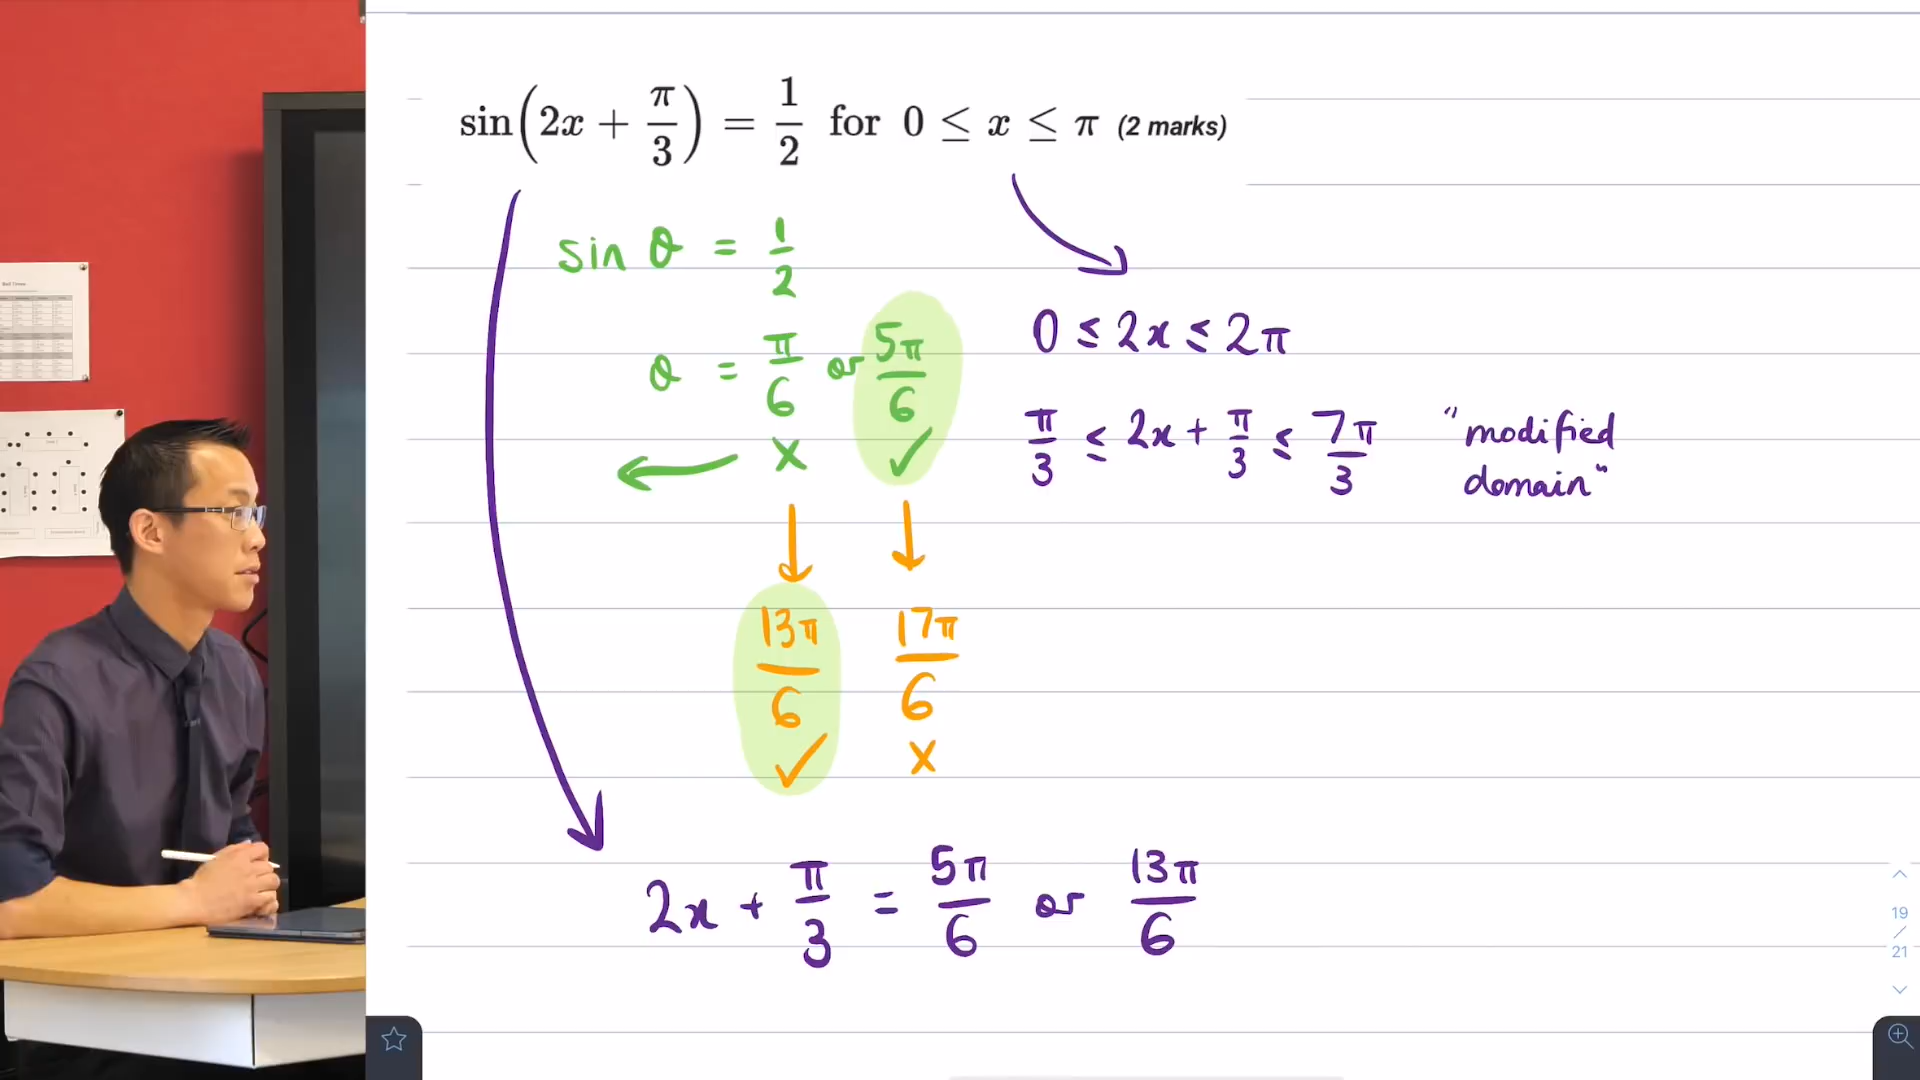 sin(2x + π/3) = 1/2 for 0 ≤ x ≤ π (2 marks)
sin θ = 1/2
θ = π/6 or 5π/6
x ✓
0 ≤ 2x ≤ 2π
π/3 ≤ 2x + π/3 ≤ 7π/3 "modified domain"
13π/6 17π/6
✓ x
2x + π/3 = 5π/6 or 13π/6
19
/
21